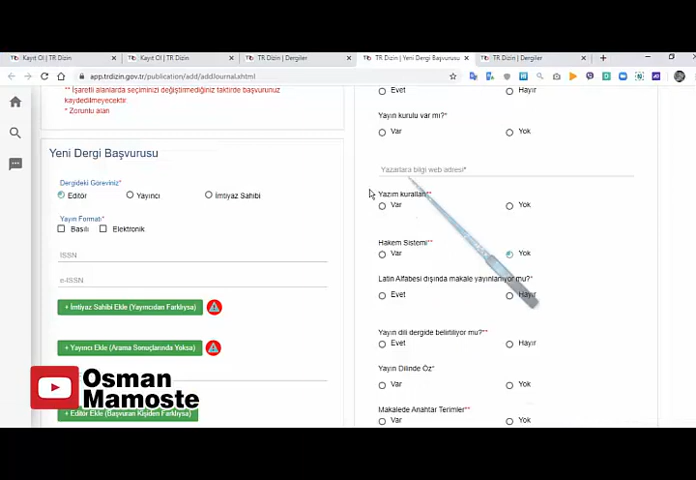 Kayıt Ol | TR Dizin
Kayıt Ol | TR Dizin
TR Dizin | Dergiler
TR Dizin | Yeni Dergi Başvurusu
TR Dizin | Dergiler
app.trdizin.gov.tr/publication/add/addJournal.xhtml
** İşaretli alanlarda seçiminizi değiştirmediğiniz taktirde başvurunuz
kaydedilmeyecektir.
* Zorunlu alan
Yeni Dergi Başvurusu
Dergideki Göreviniz*
Editör
Yayıncı
İmtiyaz Sahibi
Yayın Formatı*
Basılı
Elektronik
ISSN
e-ISSN
+ İmtiyaz Sahibi Ekle (Yayıncıdan Farklıysa)
+ Yayıncı Ekle (Arama Sonuçlarında Yoksa)
+ Editör Ekle (Başvuran Kişiden Farklıysa)
Osman
Mamoste
Evet
Hayır
Yayın kurulu var mı?*
Var
Yok
Yazarlara bilgi web adresi*
Yazım kuralları**
Var
Yok
Hakem Sistemi**
Var
Yok
Latin Alfabesi dışında makale yayınlanıyor mu?*
Evet
Hayır
Yayın dili dergide belirtiliyor mu?**
Evet
Hayır
Yayın Dilinde Öz*
Var
Yok
Makalede Anahtar Terimler**
Var
Yok